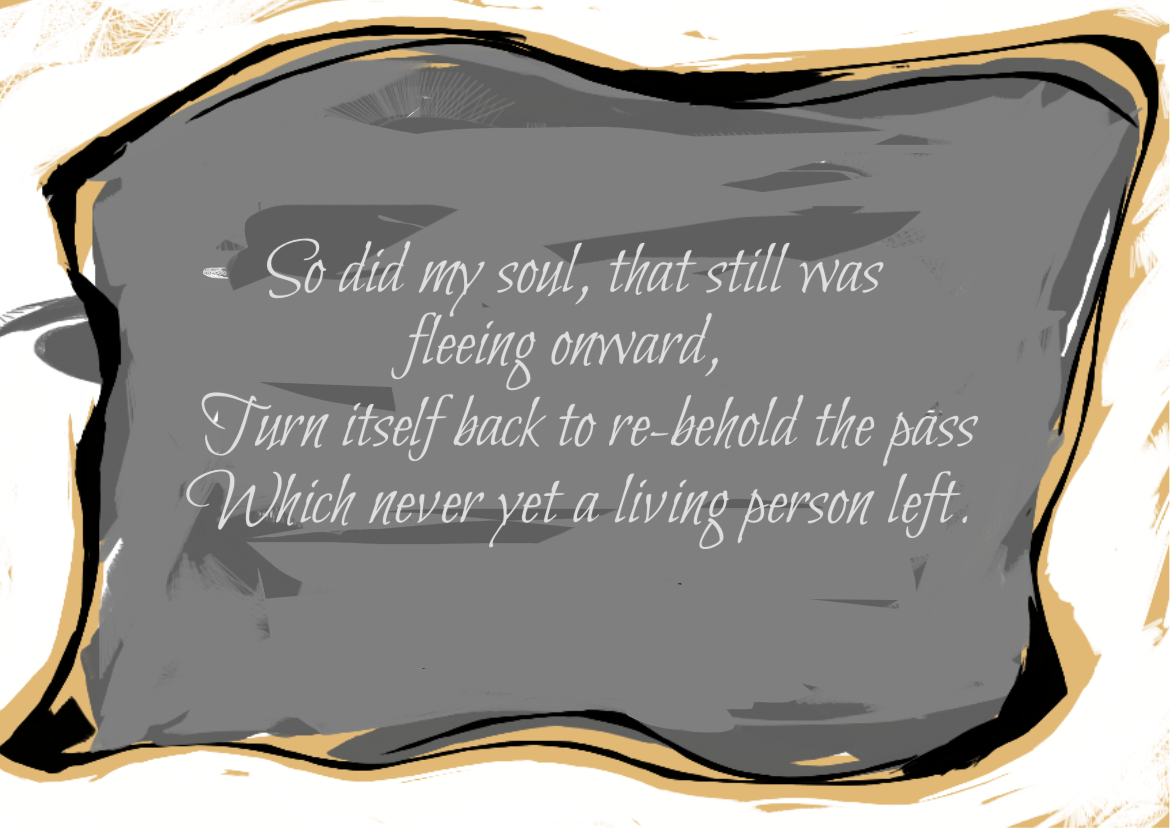 So did my soul, that still was
fleeing onward,
Turn itself back to re-behold the pass
Which never yet a living person left.